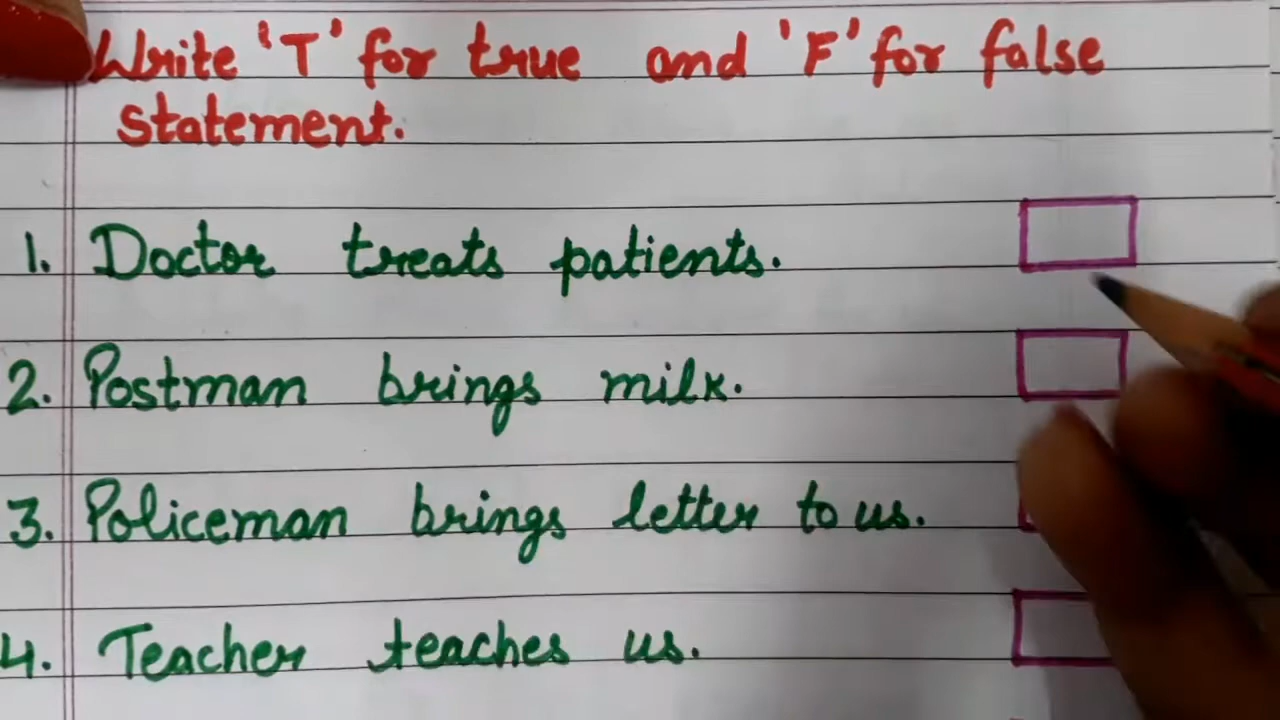 Write 'T' for true and 'F' for false
statement.
1. Doctor treats patients.
2. Postman brings milk.
3. Policeman brings letter to us.
4. Teacher teaches us.